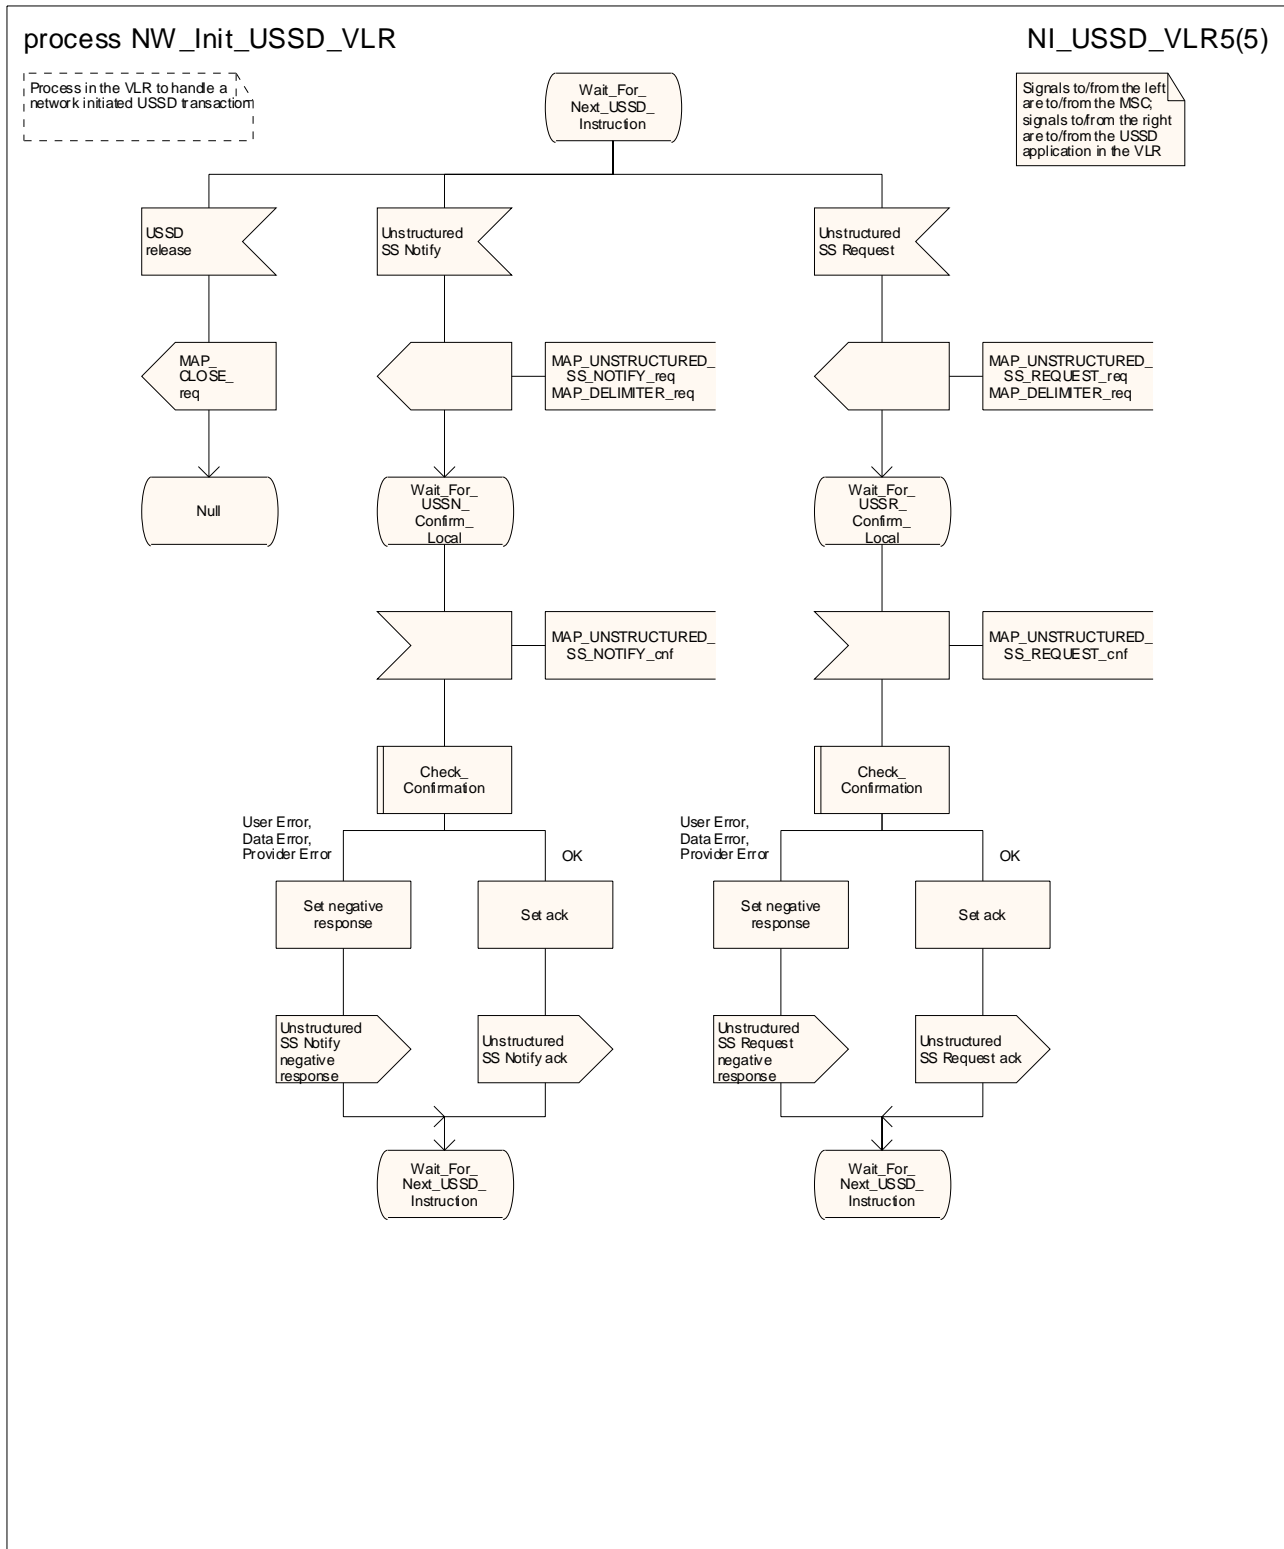 process NW_Init_USSD_VLR
NI_USSD_VLR5(5)
Process in the VLR to handle a
network initiated USSD transaction
Wait_For_
Next_USSD_
Instruction
Signals to/from the left
are to/from the MSC;
signals to/from the right
are to/from the USSD
application in the VLR
USSD
release
Unstructured
SS Notify
Unstructured
SS Request
MAP_
CLOSE_
req
MAP_UNSTRUCTURED_
SS_NOTIFY_req
MAP_DELIMITER_req
MAP_UNSTRUCTURED_
SS_REQUEST_req
MAP_DELIMITER_req
Null
Wait_For_
USSN_
Confirm_
Local
Wait_For_
USSR_
Confirm_
Local
MAP_UNSTRUCTURED_
SS_NOTIFY_cnf
MAP_UNSTRUCTURED_
SS_REQUEST_cnf
Check_
Confirmation
Check_
Confirmation
User Error,
Data Error,
Provider Error
OK
User Error,
Data Error,
Provider Error
OK
Set negative
response
Set ack
Set negative
response
Set ack
Unstructured
SS Notify
negative
response
Unstructured
SS Notify ack
Unstructured
SS Request
negative
response
Unstructured
SS Request ack
Wait_For_
Next_USSD_
Instruction
Wait_For_
Next_USSD_
Instruction